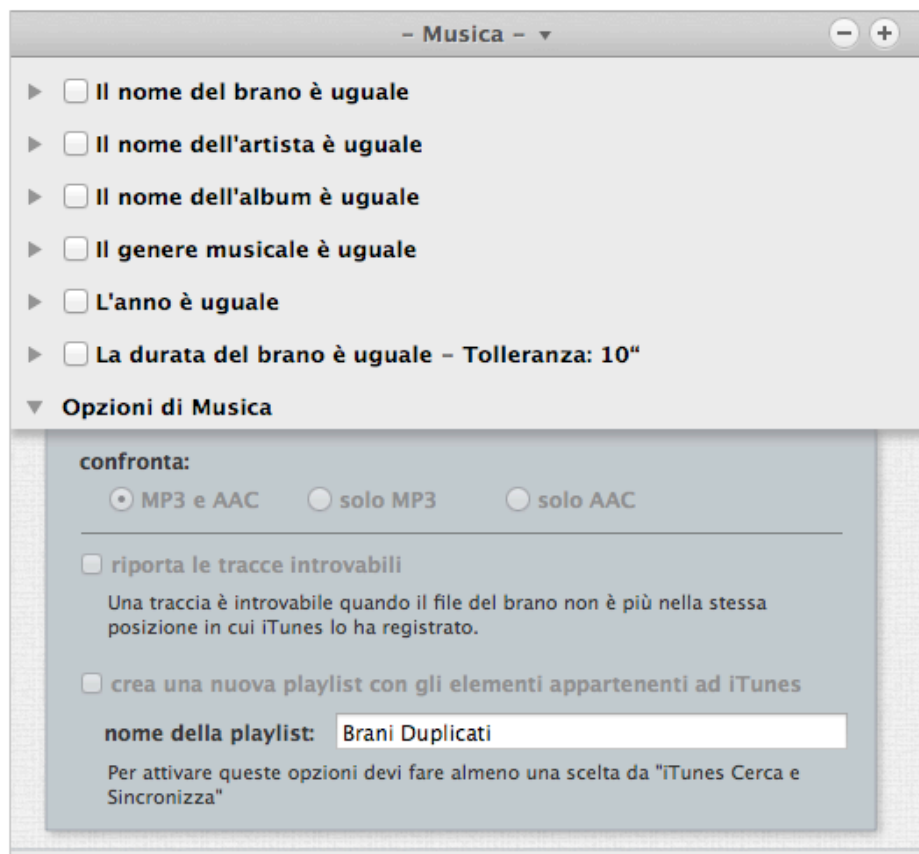 – Musica –
Il nome del brano è uguale
Il nome dell'artista è uguale
Il nome dell'album è uguale
Il genere musicale è uguale
L'anno è uguale
La durata del brano è uguale – Tolleranza: 10“
Opzioni di Musica
confronta:
MP3 e AAC solo MP3 solo AAC
riporta le tracce introvabili
Una traccia è introvabile quando il file del brano non è più nella stessa
posizione in cui iTunes lo ha registrato.
crea una nuova playlist con gli elementi appartenenti ad iTunes
nome della playlist: Brani Duplicati
Per attivare queste opzioni devi fare almeno una scelta da "iTunes Cerca e
Sincronizza"